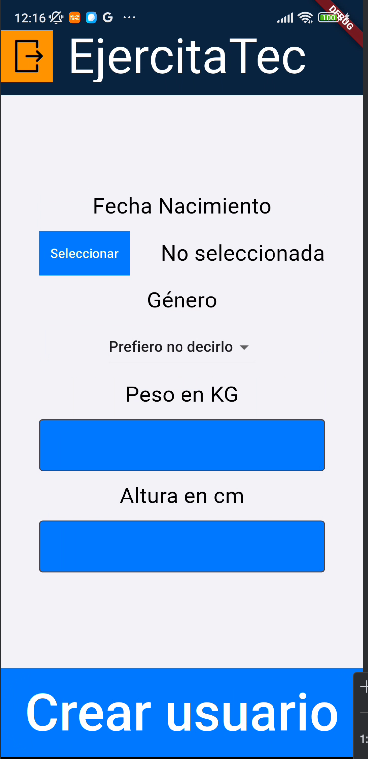 12:16
100
DEBUG
EjercitaTec
Fecha Nacimiento
Seleccionar No seleccionada
Género
Prefiero no decirlo
Peso en KG
Altura en cm
Crear usuario